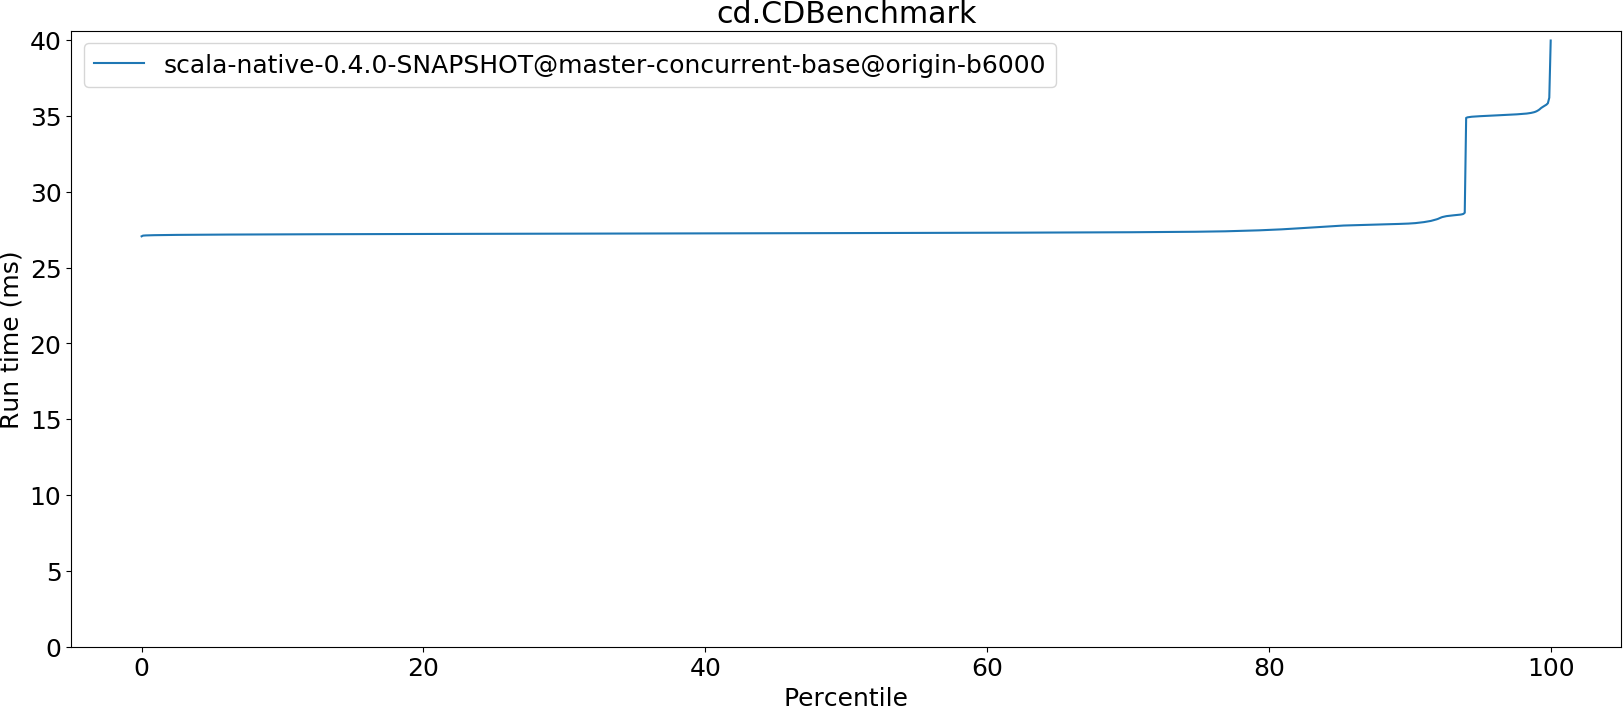 cd.CDBenchmark
scala-native-0.4.0-SNAPSHOT@master-concurrent-base@origin-b6000
Run time (ms)
40
35
30
25
20
15
10
5
0
0 20 40 60 80 100
Percentile